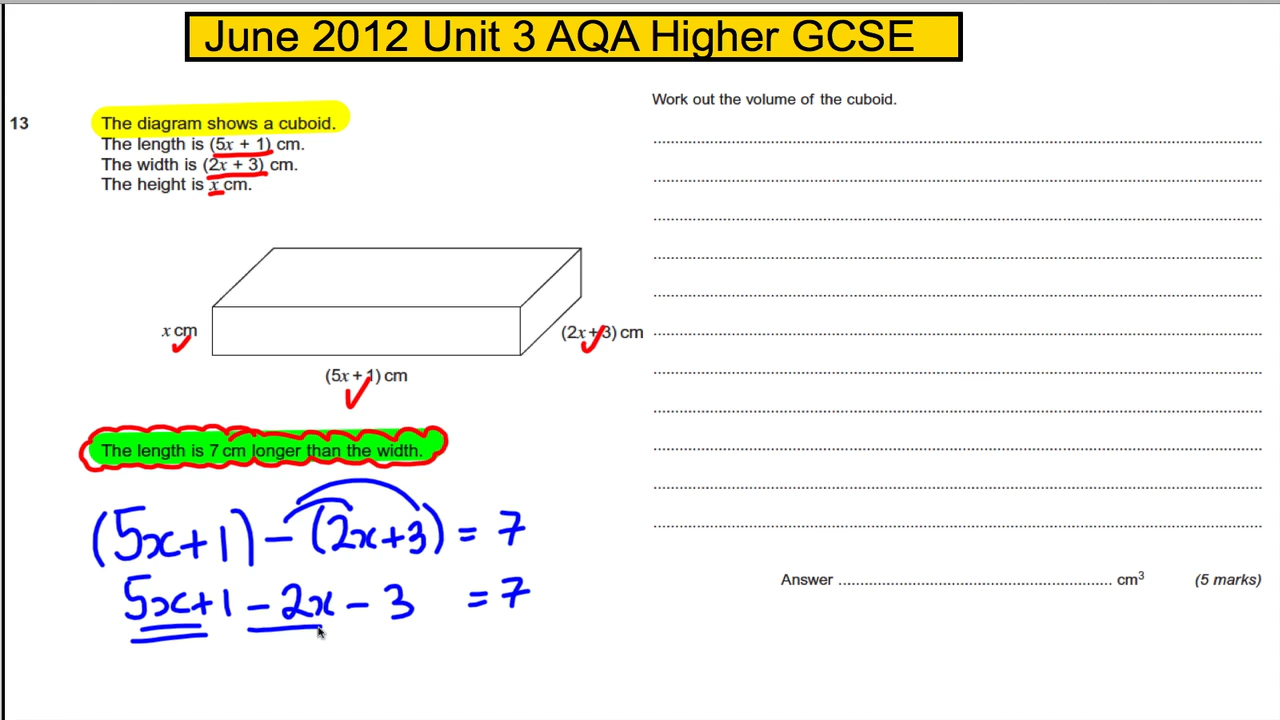 June 2012 Unit 3 AQA Higher GCSE
13
The diagram shows a cuboid.
The length is (5x + 1) cm.
The width is (2x + 3) cm.
The height is x cm.
x cm
(2x + 3) cm
(5x + 1) cm
The length is 7 cm longer than the width.
(5x+1) - (2x+3) = 7
5x+1 - 2x - 3 = 7
Work out the volume of the cuboid.
Answer ............................................................ cm³ (5 marks)